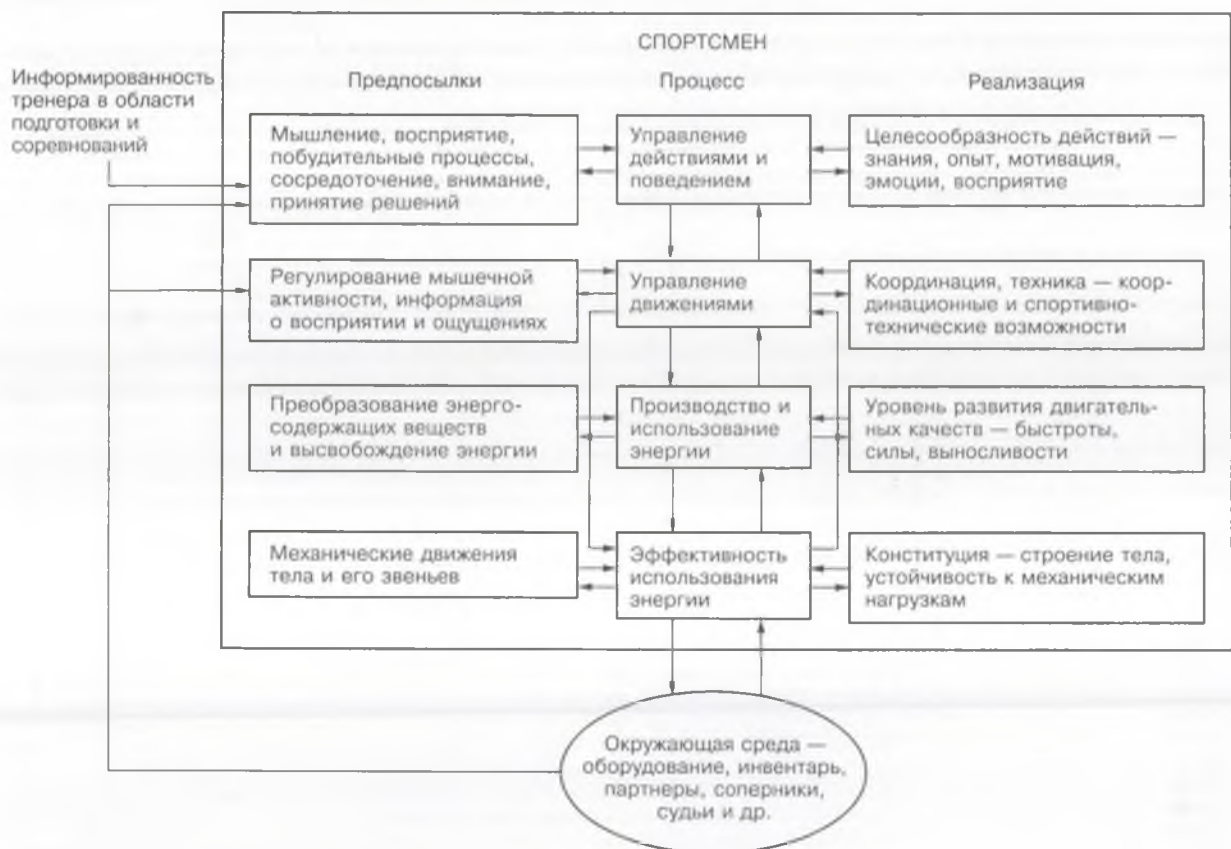 СПОРТСМЕН
Информированность
тренера в области
подготовки и
соревнований
Предпосылки
Процесс
Реализация
Мышление, восприятие,
побудительные процессы,
сосредоточение, внимание,
принятие решений
Управление
действиями и
поведением
Целесообразность действий —
знания, опыт, мотивация,
эмоции, восприятие
Регулирование мышечной
активности, информация
о восприятии и ощущениях
Управление
движениями
Координация, техника — коор-
динационные и спортивно-
технические возможности
Преобразование энерго-
содержащих веществ
и высвобождение энергии
Производство и
использование
энергии
Уровень развития двигатель-
ных качеств — быстроты,
силы, выносливости
Механические движения
тела и его звеньев
Эффективность
использования
энергии
Конституция — строение тела,
устойчивость к механическим
нагрузкам
Окружающая среда —
оборудование, инвентарь,
партнеры, соперники,
судьи и др.